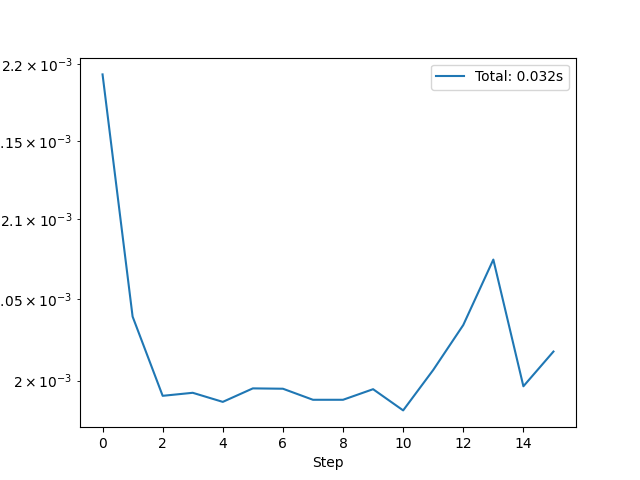 2.2 × 10⁻³
.15 × 10⁻³
2.1 × 10⁻³
.05 × 10⁻³
2 × 10⁻³
Total: 0.032s
0 2 4 6 8 10 12 14
Step